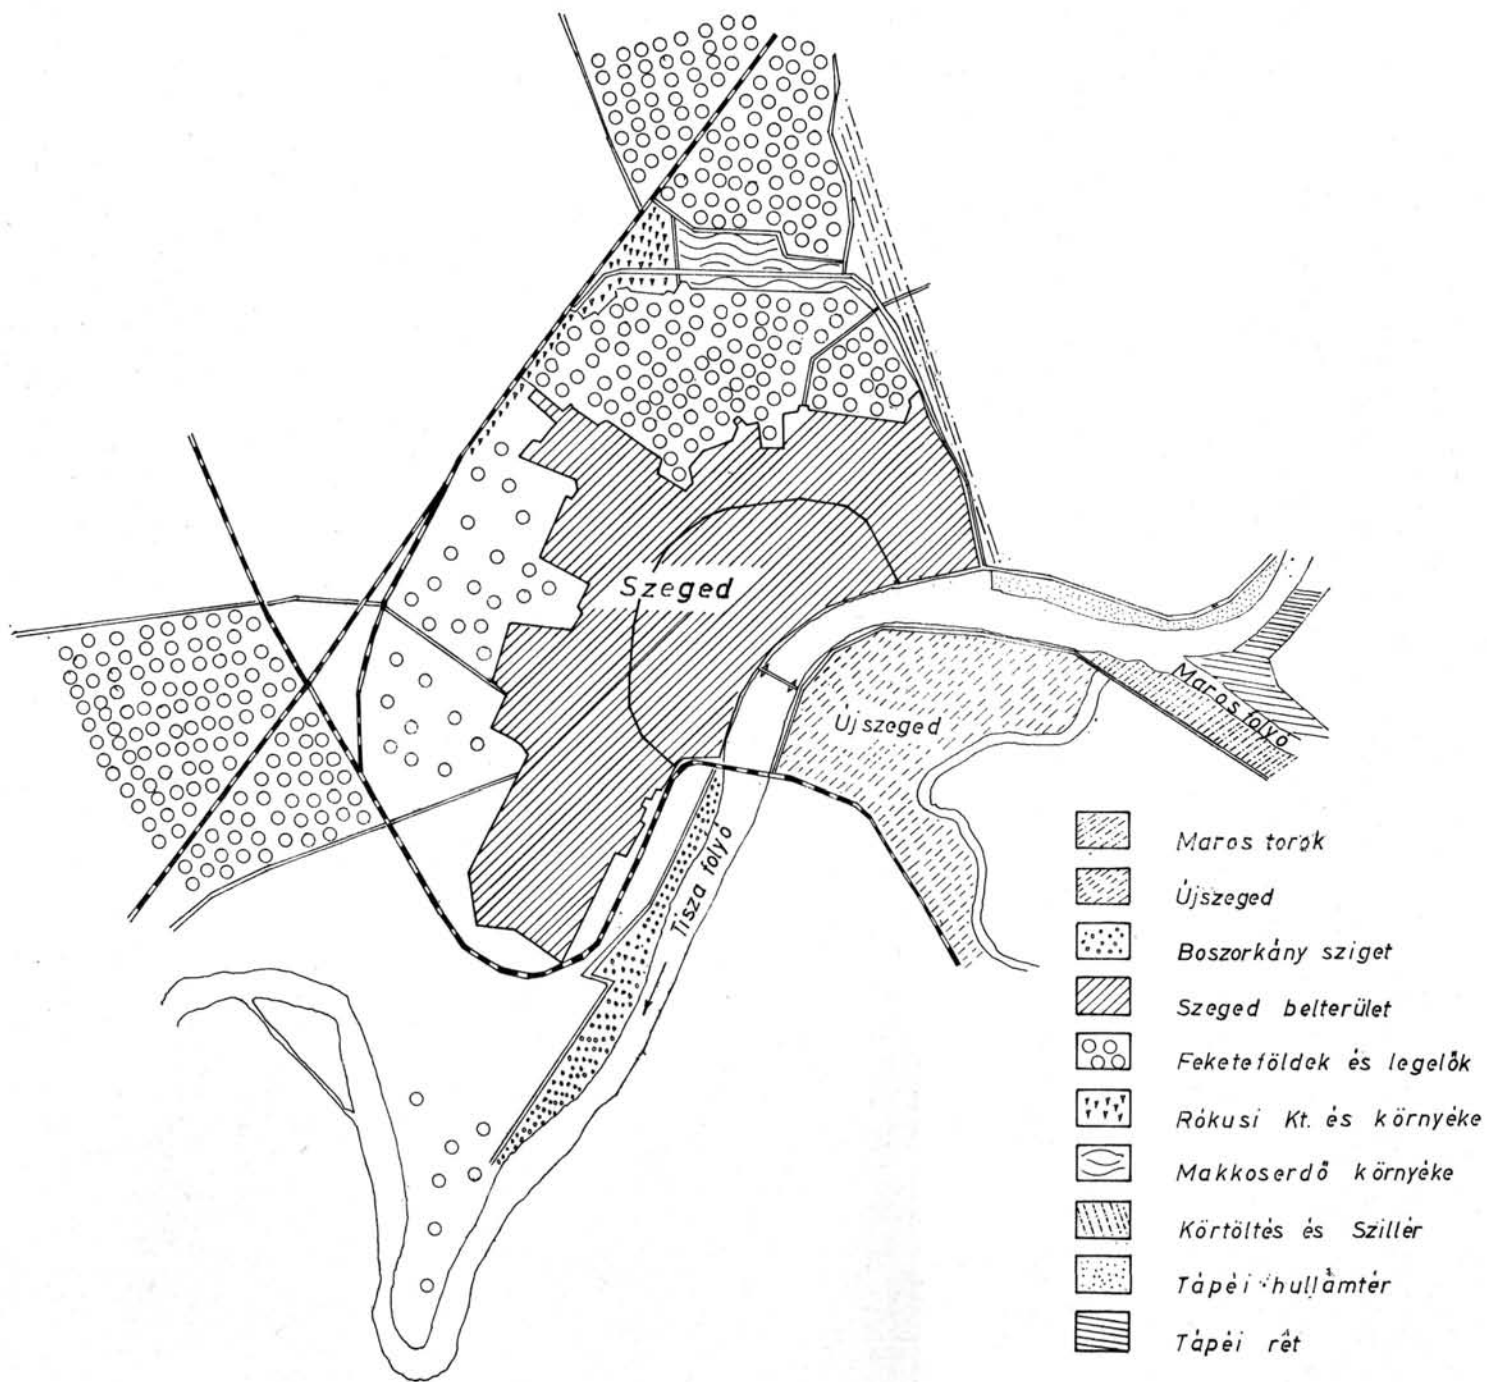 Szeged
Maros folyó
Újszeged
Tisza folyó
Maros torok
Újszeged
Boszorkány sziget
Szeged belterület
Feketeföldek és legelők
Rókusi Kt. és környéke
Makkoserdő környéke
Körtöltés és Szillér
Tápéi hullámtér
Tápéi rét